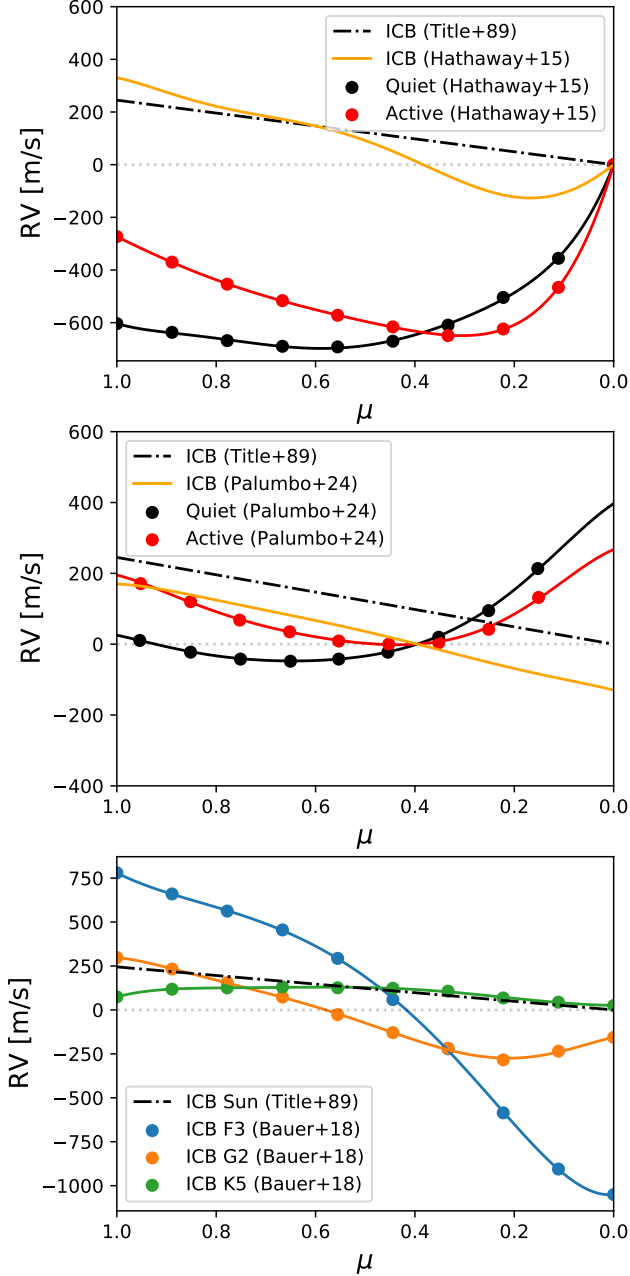 600
ICB (Title+89)
ICB (Hathaway+15)
Quiet (Hathaway+15)
Active (Hathaway+15)
400
200
0
−200
−400
−600
RV [m/s]
1.0 0.8 0.6 0.4 0.2 0.0
μ
600
ICB (Title+89)
ICB (Palumbo+24)
Quiet (Palumbo+24)
Active (Palumbo+24)
400
200
0
−200
−400
RV [m/s]
1.0 0.8 0.6 0.4 0.2 0.0
μ
750
500
250
0
−250
−500
−750
−1000
RV [m/s]
ICB Sun (Title+89)
ICB F3 (Bauer+18)
ICB G2 (Bauer+18)
ICB K5 (Bauer+18)
1.0 0.8 0.6 0.4 0.2 0.0
μ